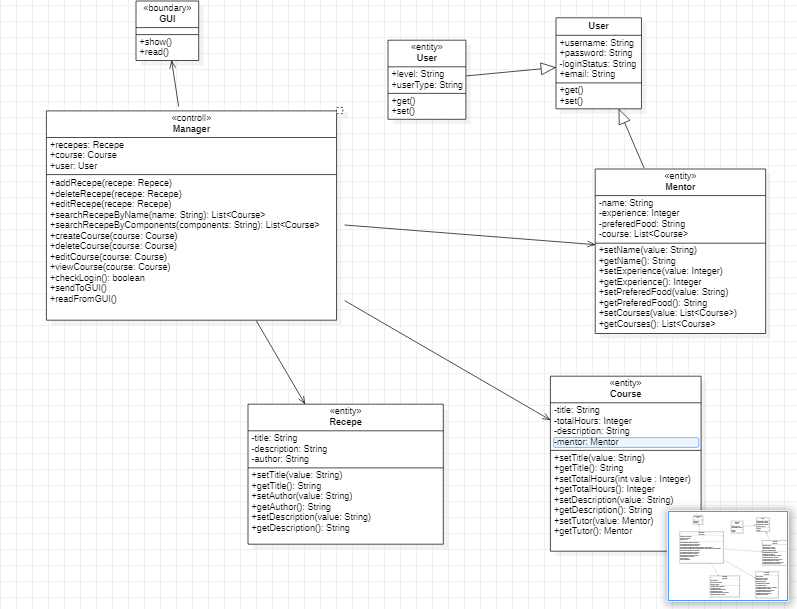 «boundary»
GUI
+show()
+read()
«entity»
User
+level: String
+userType: String
+get()
+set()
User
+username: String
+password: String
-loginStatus: String
+email: String
+get()
+set()
«controll»
Manager
+recepes: Recepe
+course: Course
+user: User
+addRecepe(recepe: Repece)
+deleteRecepe(recepe: Recepe)
+editRecepe(recepe: Recepe)
+searchRecepeByName(name: String): List<Course>
+searchRecepeByComponents(components: String): List<Course>
+createCourse(course: Course)
+deleteCourse(course: Course)
+editCourse(course: Course)
+viewCourse(course: Course)
+checkLogin(): boolean
+sendToGUI()
+readFromGUI()
«entity»
Mentor
-name: String
-experience: Integer
-preferedFood: String
-course: List<Course>
+setName(value: String)
+getName(): String
+setExperience(value: Integer)
+getExperience(): Integer
+setPreferedFood(value: String)
+getPreferedFood(): String
+setCourses(value: List<Course>)
+getCourses(): List<Course>
«entity»
Recepe
-title: String
-description: String
-author: String
+setTitle(value: String)
+getTitle(): String
+setAuthor(value: String)
+getAuthor(): String
+setDescription(value: String)
+getDescription(): String
«entity»
Course
-title: String
-totalHours: Integer
-description: String
-mentor: Mentor
+setTitle(value: String)
+getTitle(): String
+setTotalHours(int value : Integer)
+getTotalHours(): Integer
+setDescription(value: String)
+getDescription(): String
+setTutor(value: Mentor)
+getTutor(): Mentor